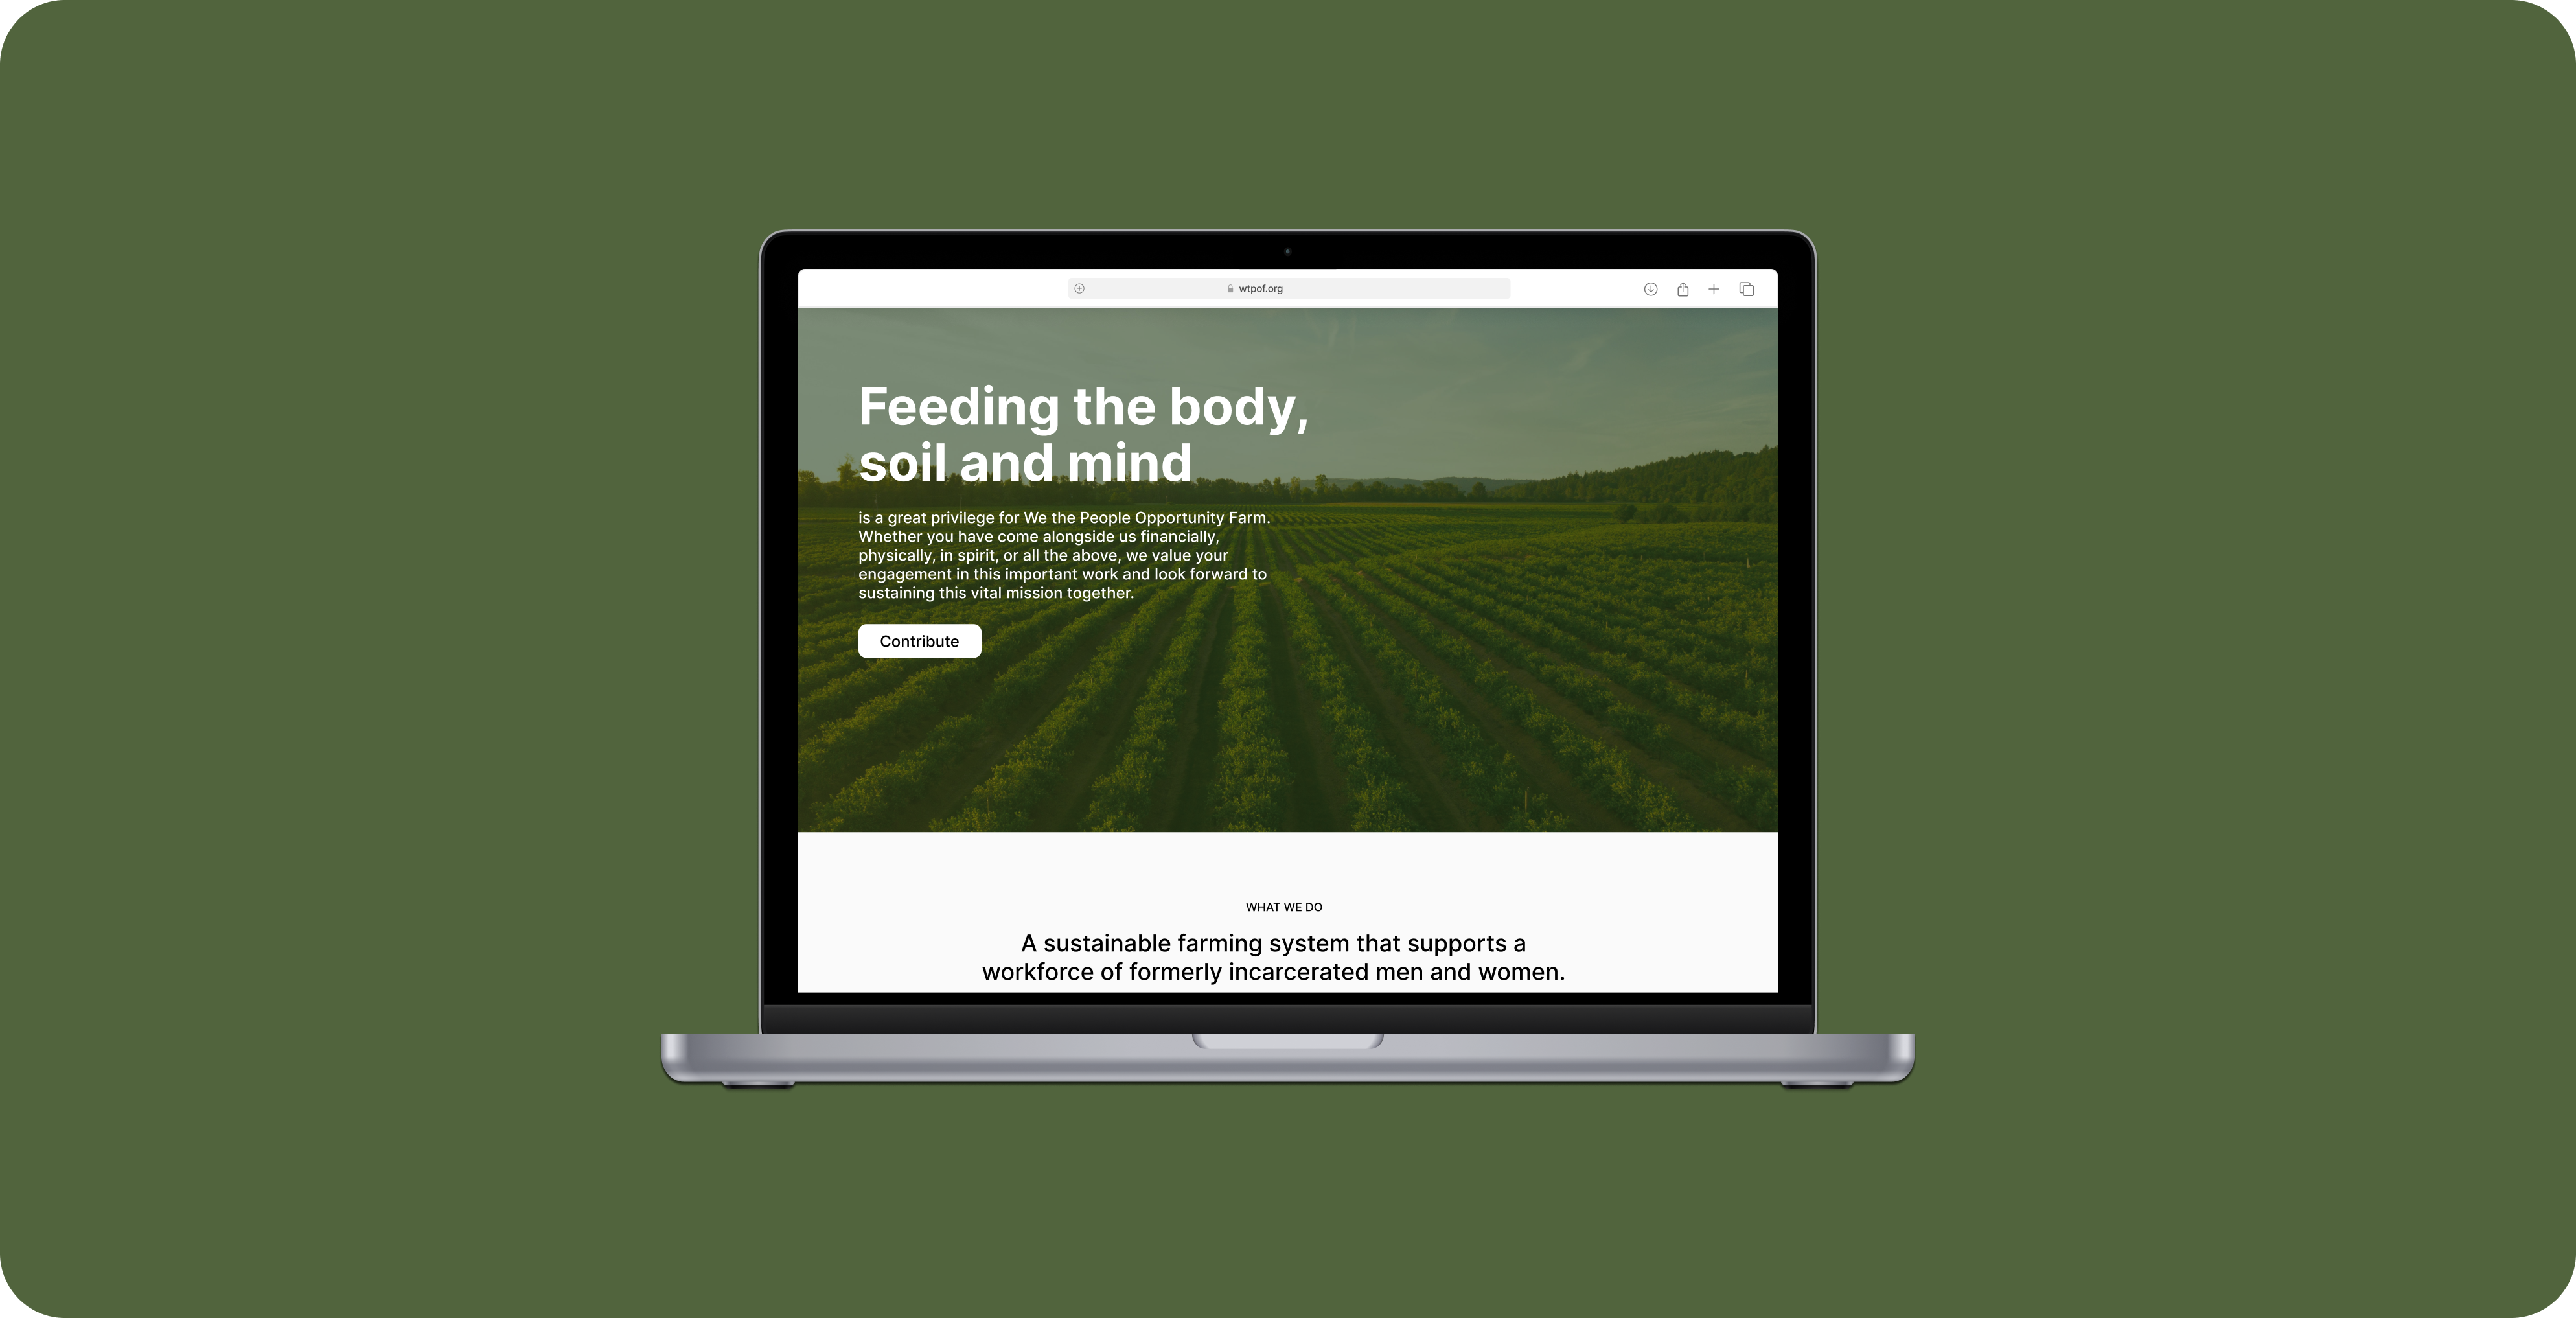 wtpof.org
Feeding the body,
soil and mind
is a great privilege for We the People Opportunity Farm.
Whether you have come alongside us financially,
physically, in spirit, or all the above, we value your
engagement in this important work and look forward to
sustaining this vital mission together.
Contribute
WHAT WE DO
A sustainable farming system that supports a
workforce of formerly incarcerated men and women.